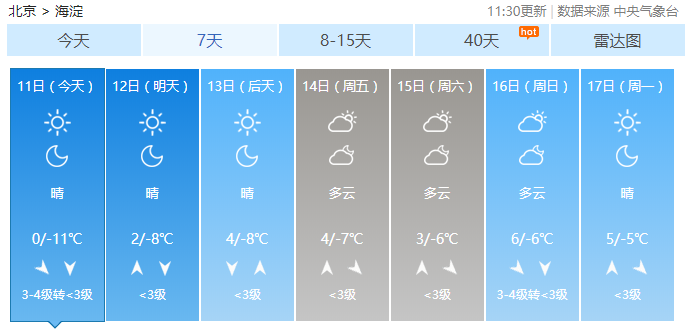 北京 > 海淀
11:30更新 | 数据来源 中央气象台
今天 7天 8-15天 40天 hot 雷达图
11日（今天） 12日（明天） 13日（后天） 14日（周五） 15日（周六） 16日（周日） 17日（周一）
晴 晴 晴 多云 多云 多云 晴
0/-11℃ 2/-8℃ 4/-8℃ 4/-7℃ 3/-6℃ 6/-6℃ 5/-5℃
3-4级转<3级 <3级 <3级 <3级 <3级 3-4级转<3级 <3级